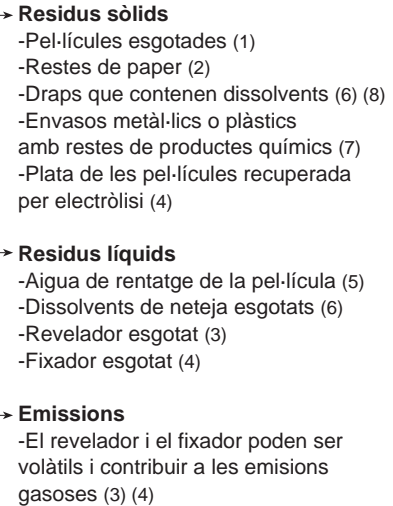 → Residus sòlids
-Pel·lícules esgotades (1)
-Restes de paper (2)
-Draps que contenen dissolvents (6) (8)
-Envasos metàl·lics o plàstics
amb restes de productes químics (7)
-Plata de les pel·lícules recuperada
per electròlisi (4)
→ Residus líquids
-Aigua de rentatge de la pel·lícula (5)
-Dissolvents de neteja esgotats (6)
-Revelador esgotat (3)
-Fixador esgotat (4)
→ Emissions
-El revelador i el fixador poden ser
volàtils i contribuir a les emisions
gasoses (3) (4)